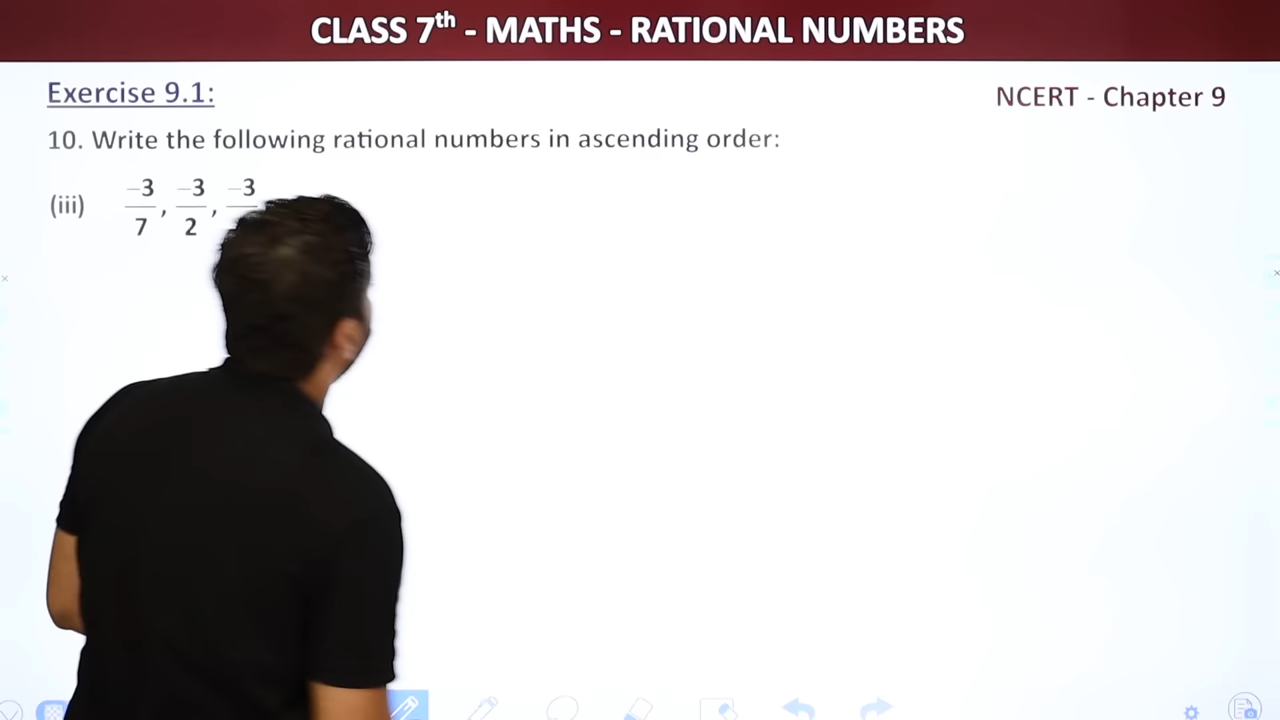 CLASS 7th - MATHS - RATIONAL NUMBERS
Exercise 9.1:
NCERT - Chapter 9
10. Write the following rational numbers in ascending order:
(iii) -3/7, -3/2, -3